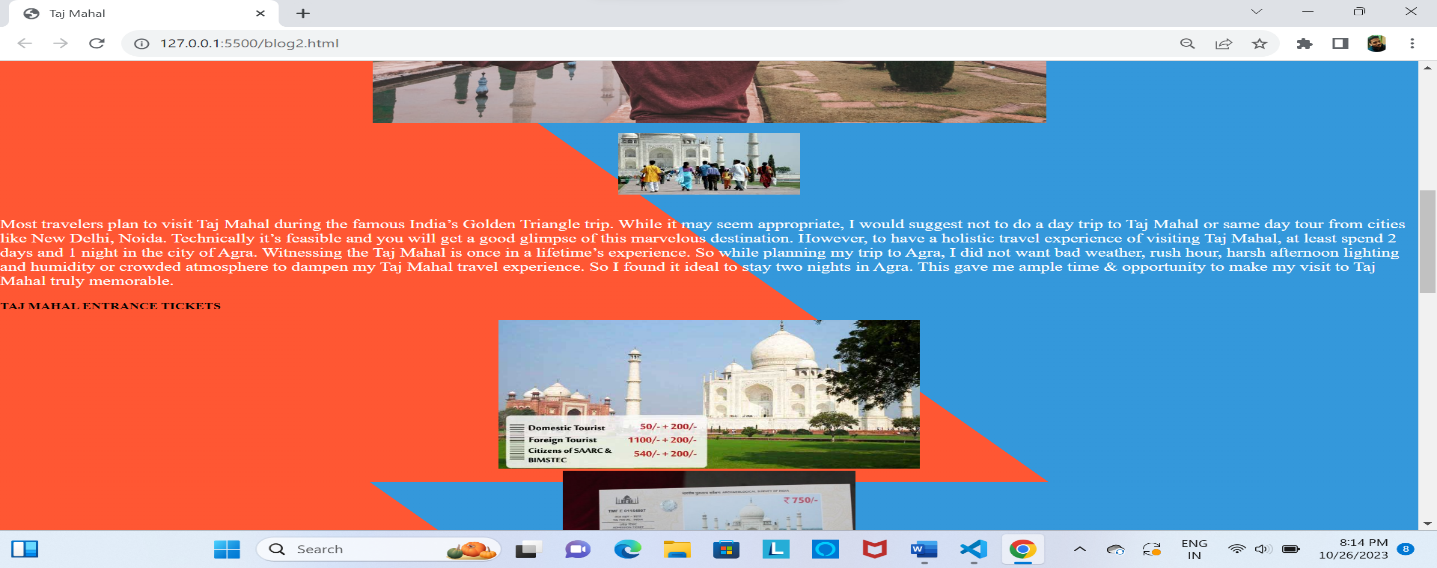 Taj Mahal
127.0.0.1:5500/blog2.html
Most travelers plan to visit Taj Mahal during the famous India’s Golden Triangle trip. While it may seem appropriate, I would suggest not to do a day trip to Taj Mahal or same day tour from cities
like New Delhi, Noida. Technically it’s feasible and you will get a good glimpse of this marvelous destination. However, to have a holistic travel experience of visiting Taj Mahal, at least spend 2
days and 1 night in the city of Agra. Witnessing the Taj Mahal is once in a lifetime’s experience. So while planning my trip to Agra, I did not want bad weather, rush hour, harsh afternoon lighting
and humidity or crowded atmosphere to dampen my Taj Mahal travel experience. So I found it ideal to stay two nights in Agra. This gave me ample time & opportunity to make my visit to Taj
Mahal truly memorable.
TAJ MAHAL ENTRANCE TICKETS
Domestic Tourist 50/- + 200/-
Foreign Tourist 1100/- + 200/-
Citizens of SAARC & 540/- + 200/-
BIMSTEC
₹ 750/-
Search
ENG
IN
8:14 PM
10/26/2023
8